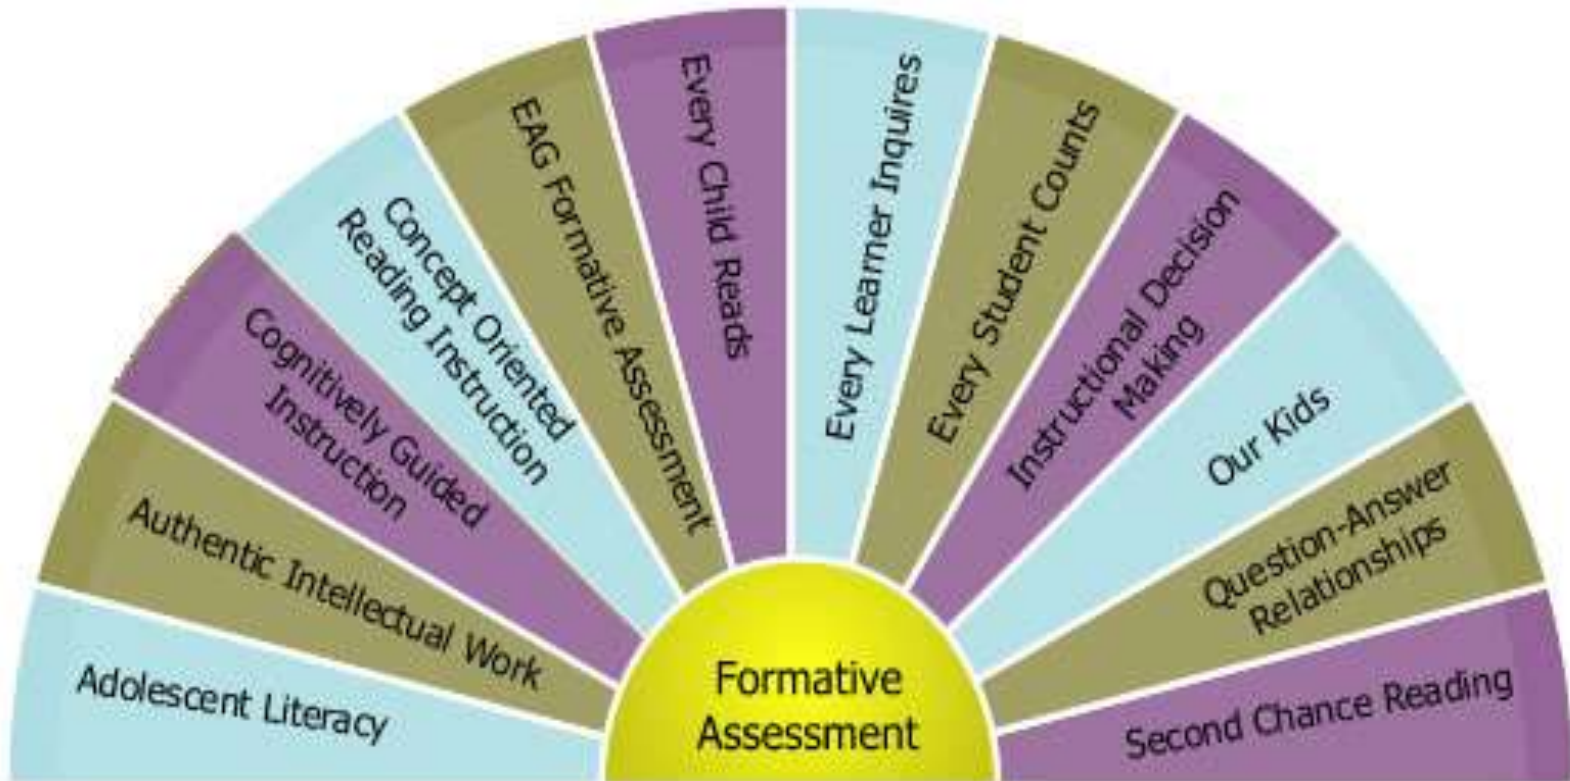 Adolescent Literacy
Authentic Intellectual Work
Cognitively Guided
Instruction
Concept Oriented
Reading Instruction
EAG Formative Assessment
Every Child Reads
Every Learner Inquires
Every Student Counts
Instructional Decision
Making
Our Kids
Question-Answer
Relationships
Second Chance Reading
Formative
Assessment